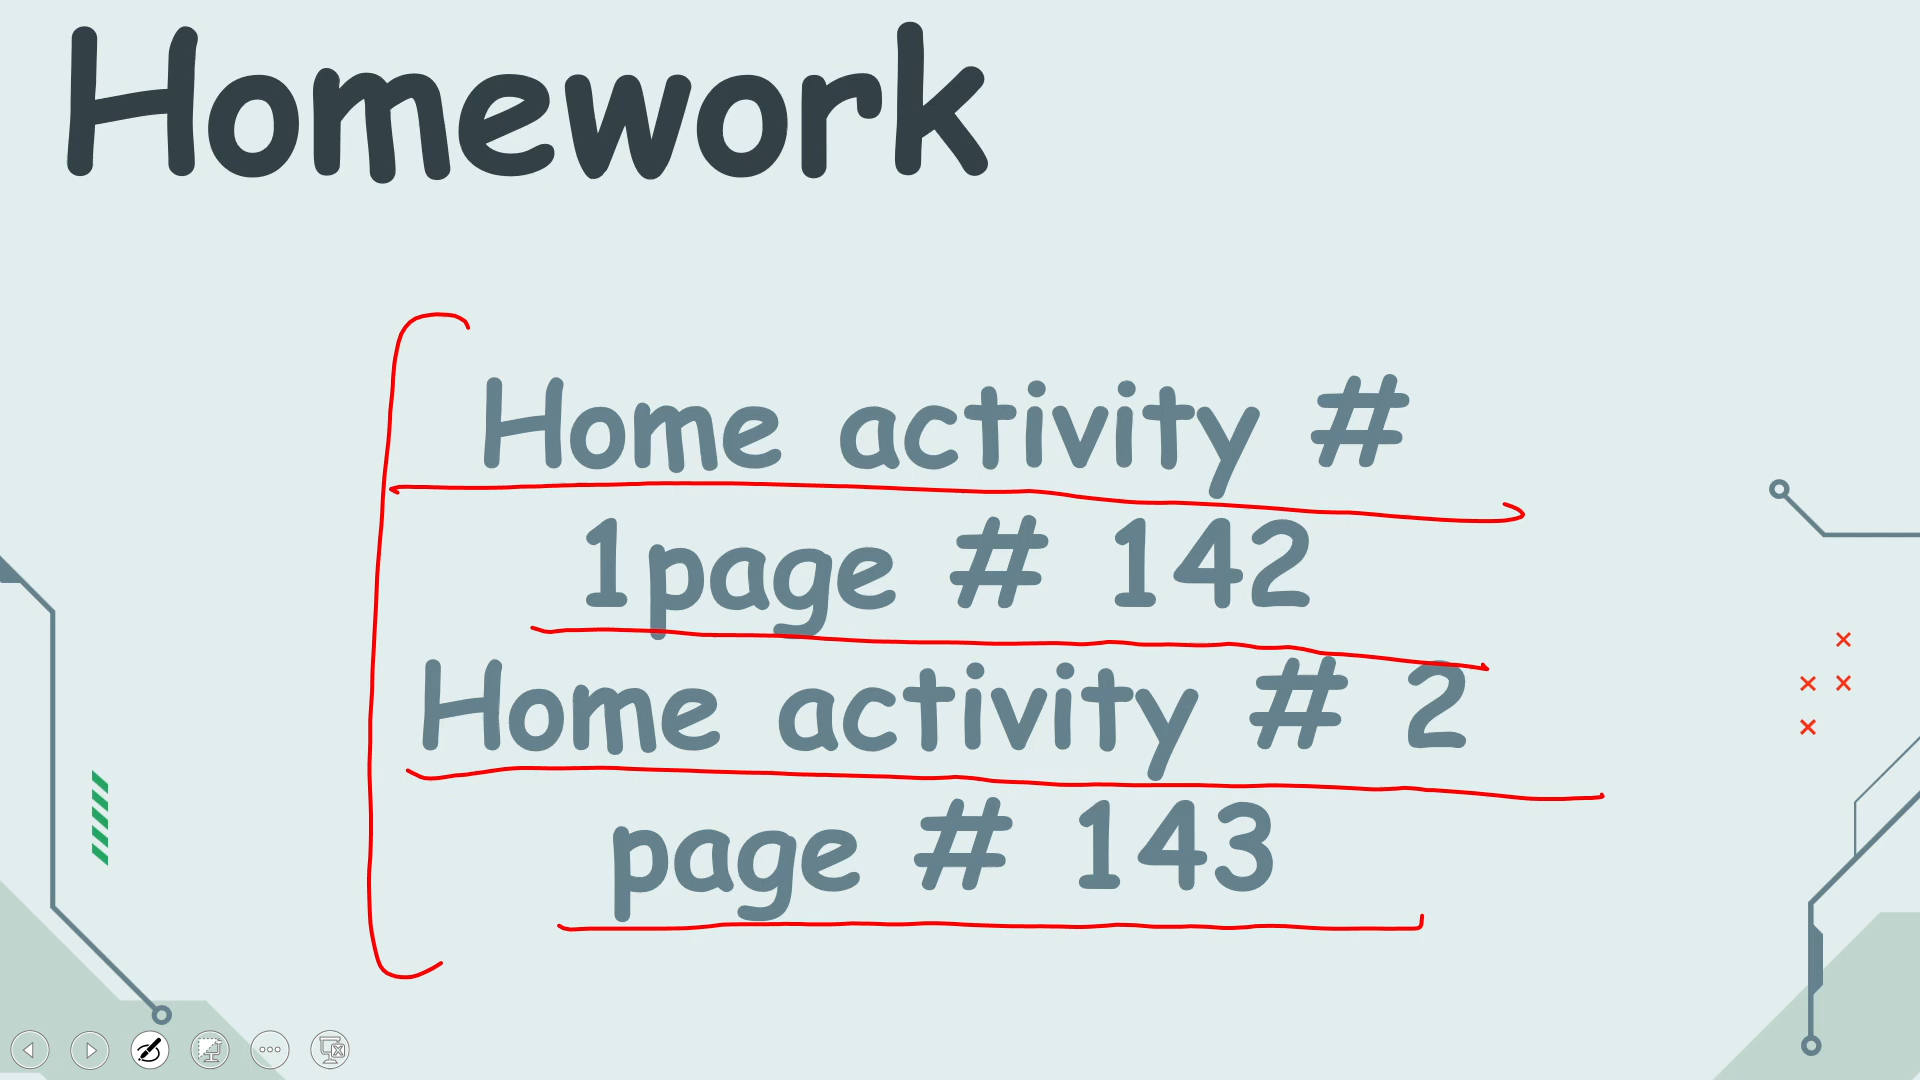 Homework
Home activity #
1page # 142
Home activity # 2
page # 143